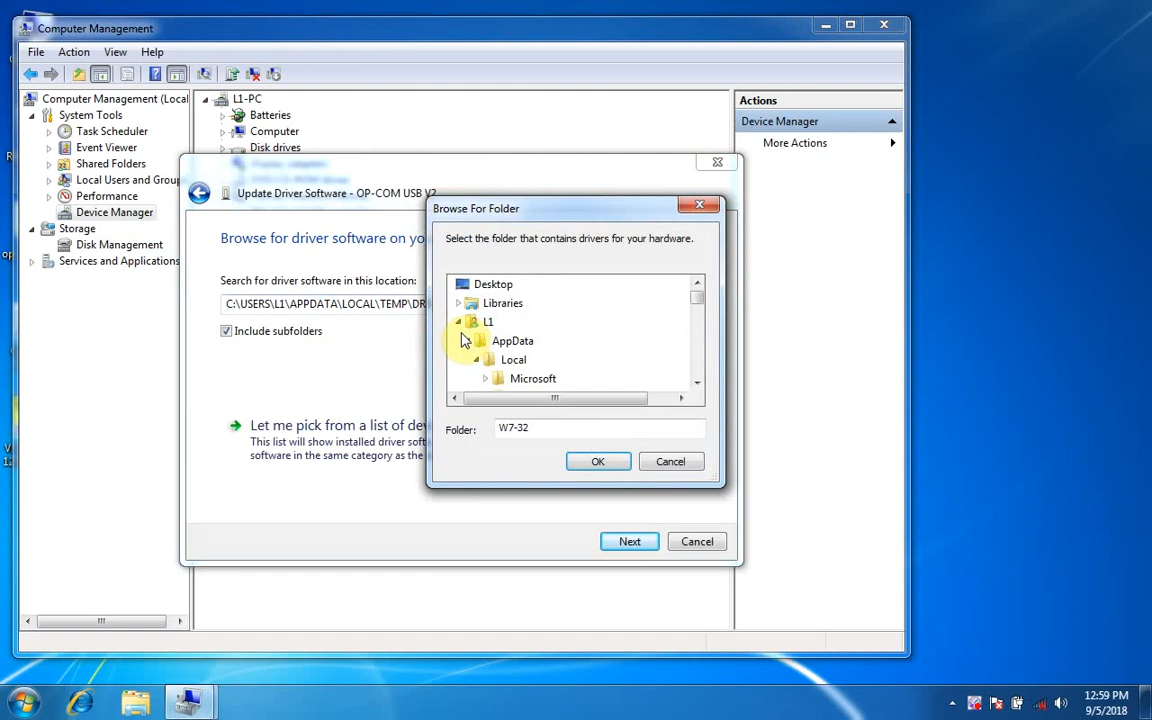 Computer Management
File Action View Help
Computer Management (Local
System Tools
Task Scheduler
Event Viewer
Shared Folders
Local Users and Group
Performance
Device Manager
Storage
Disk Management
Services and Applications
L1-PC
Batteries
Computer
Disk drives
Actions
Device Manager
More Actions
Update Driver Software - OP-COM USB V2
Browse for driver software on yo
Search for driver software in this location:
C:\USERS\L1\APPDATA\LOCAL\TEMP\DR
Include subfolders
Let me pick from a list of dev
This list will show installed driver soft
software in the same category as the
Next
Cancel
Browse For Folder
Select the folder that contains drivers for your hardware.
Desktop
Libraries
L1
AppData
Local
Microsoft
Folder: W7-32
OK
Cancel
12:59 PM
9/5/2018